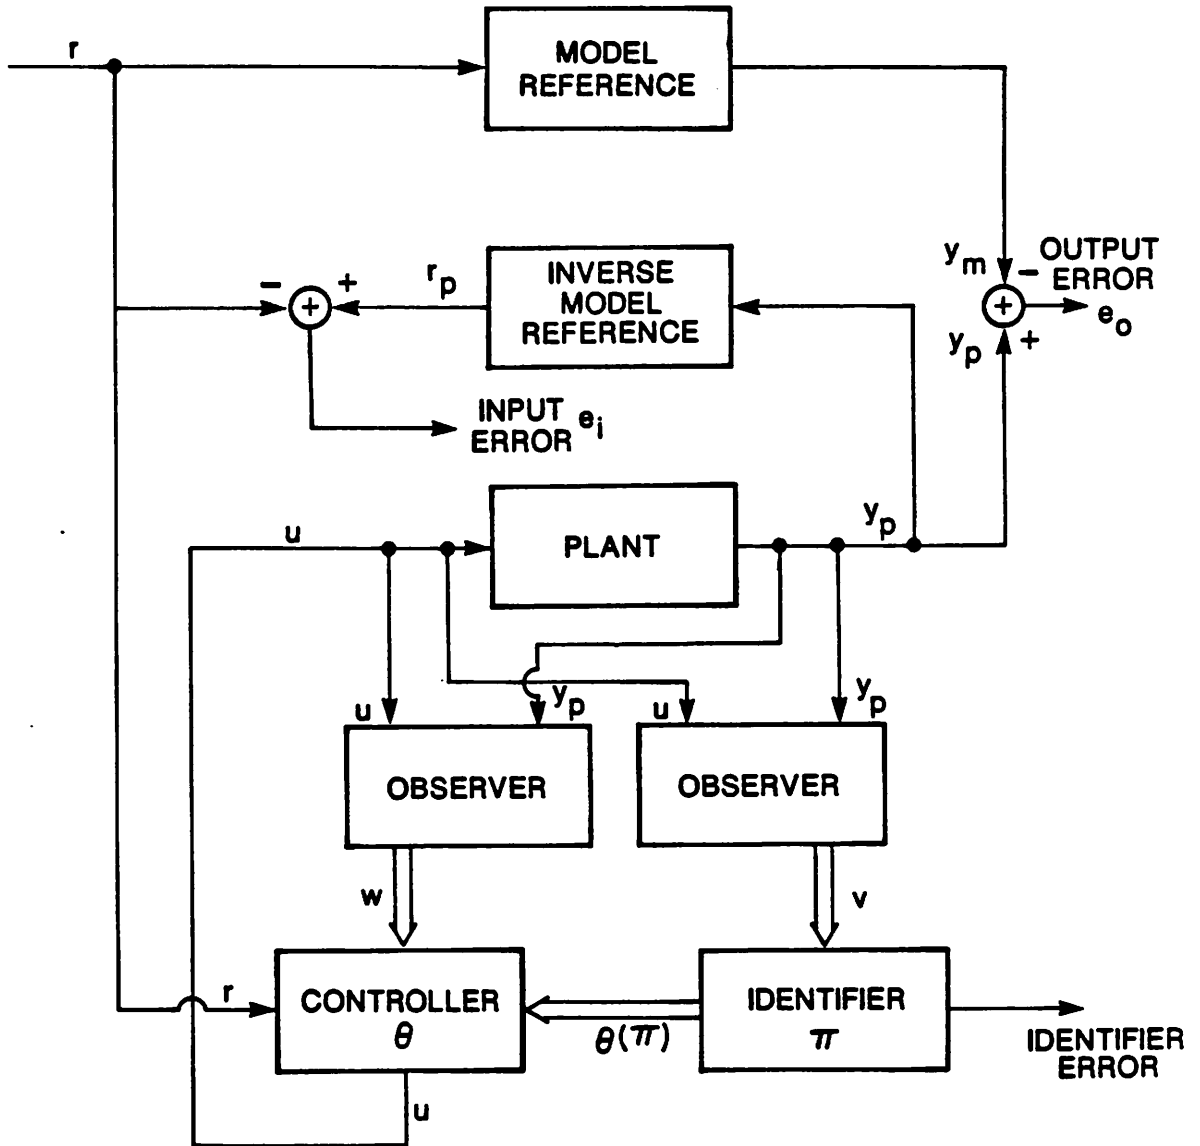 r
MODEL
REFERENCE
y_m
−
OUTPUT
ERROR
e_o
+
y_p
+
−
+
+
r_p
INVERSE
MODEL
REFERENCE
INPUT
ERROR e_i
u
PLANT
y_p
u
y_p
u
y_p
OBSERVER
OBSERVER
w
v
r
CONTROLLER
θ
θ(π)
IDENTIFIER
π
IDENTIFIER
ERROR
u